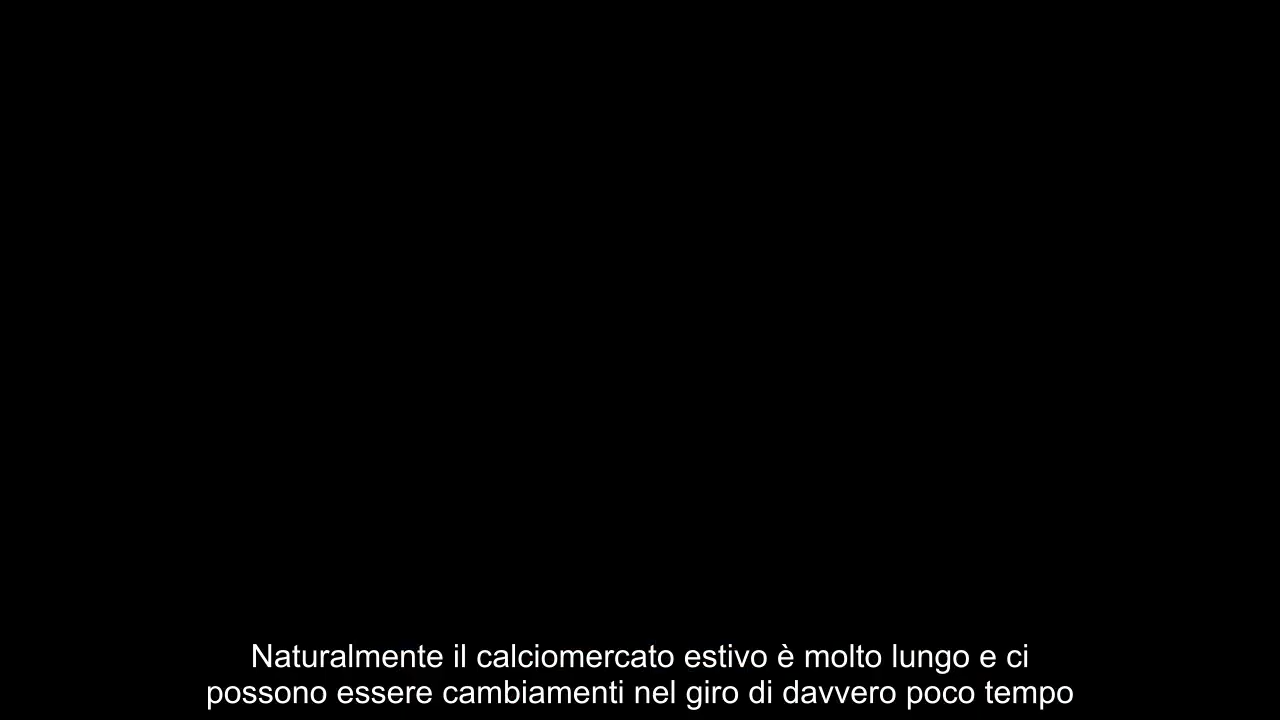 Naturalmente il calciomercato estivo è molto lungo e ci
possono essere cambiamenti nel giro di davvero poco tempo